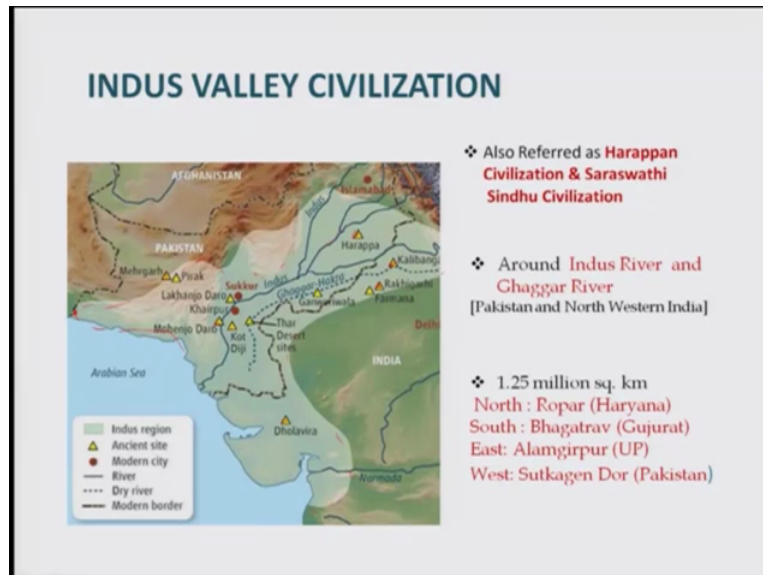 INDUS VALLEY CIVILIZATION
❖ Also Referred as Harappan
Civilization & Saraswathi
Sindhu Civilization
❖ Around Indus River and
Ghaggar River
[Pakistan and North Western India]
❖ 1.25 million sq. km
North : Ropar (Haryana)
South : Bhagatrav (Gujurat)
East: Alamgirpur (UP)
West: Sutkagen Dor (Pakistan)
AFGHANISTAN
Islamabad
Indus
PAKISTAN
Harappa
Mehrgarh
Pirak
Kalibanga
Sukkur
Indus
Ghaggar-Hakra
Lakhanjo Daro
Ganweriwala
Rakhigarhi
Farmana
Khairpur
Mohenjo Daro
Kot
Diji
Thar
Desert
sites
Delhi
INDIA
Arabian Sea
Dholavira
Narmada
Indus region
Ancient site
Modern city
River
Dry river
Modern border